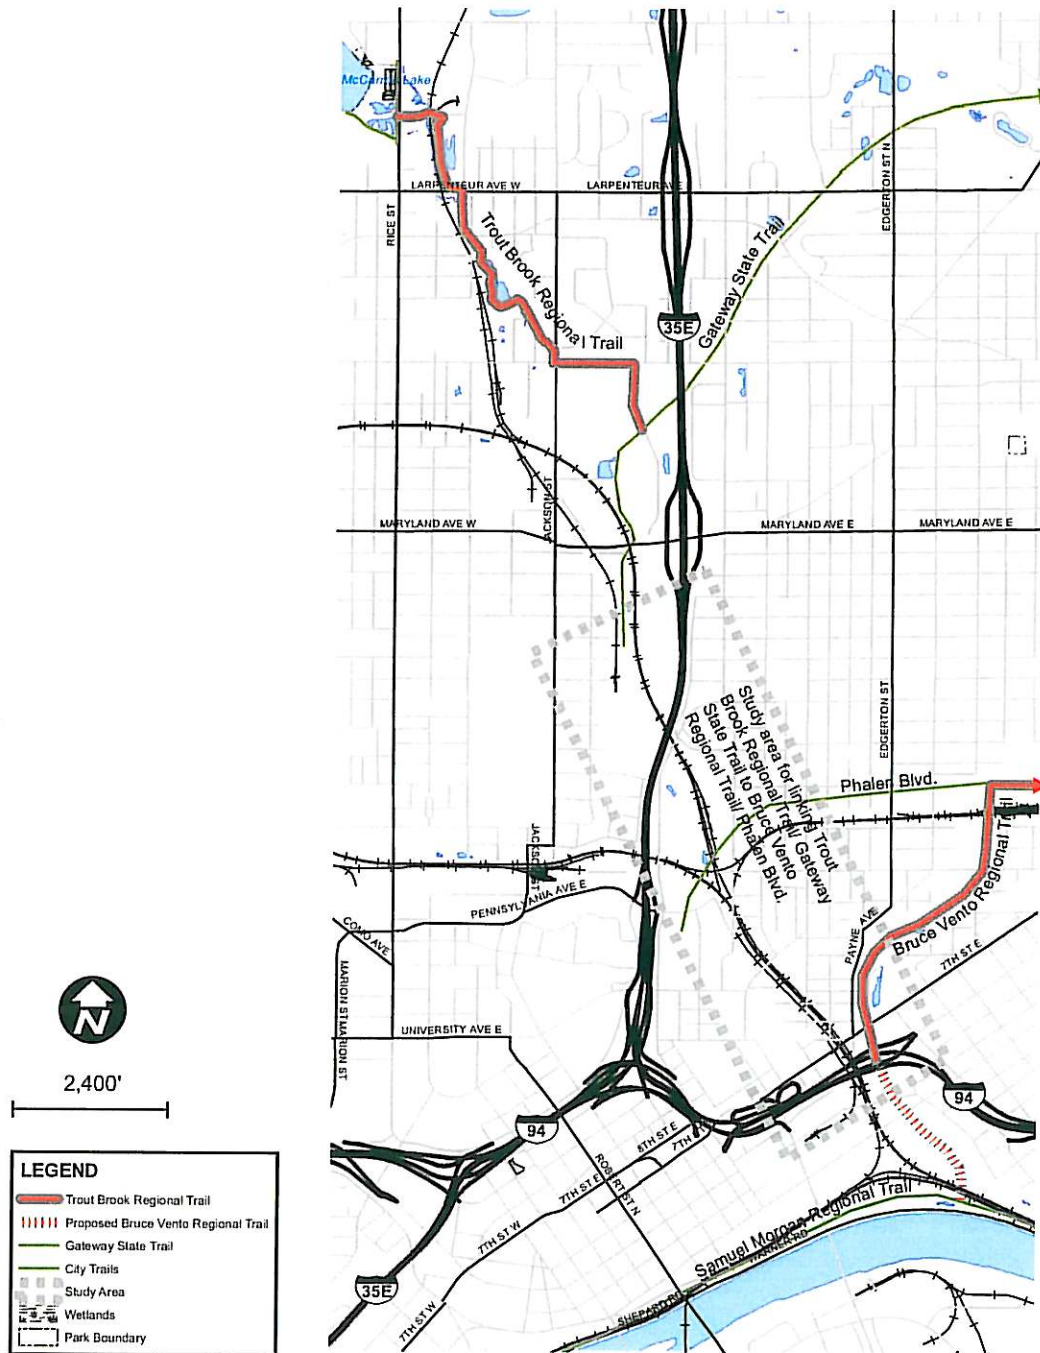 McCarron Lake
LARPENTEUR AVE W
LARPENTEUR AVE
RICE ST
EDGERTON ST N
Trout Brook Regional Trail
Gateway State Trail
35E
JACKSON ST
MARYLAND AVE W
MARYLAND AVE E
MARYLAND AVE E
Study area for linking Trout
Brook Regional Trail/ Gateway
State Trail to Bruce Vento
Regional Trail/ Phalen Blvd.
EDGERTON ST
Phalen Blvd.
Bruce Vento Regional Trail
JACKSON ST
PENNSYLVANIA AVE E
COMO AVE
PAYNE AVE
7TH ST E
MARION ST
MARION ST
UNIVERSITY AVE E
N
2,400'
94
94
8TH ST E
7TH
7TH ST E
ROBERT ST N
7TH ST W
7TH ST W
35E
Samuel Morgan Regional Trail
WARNER RD
SHEPARD RD
LEGEND
Trout Brook Regional Trail
Proposed Bruce Vento Regional Trail
Gateway State Trail
City Trails
Study Area
Wetlands
Park Boundary